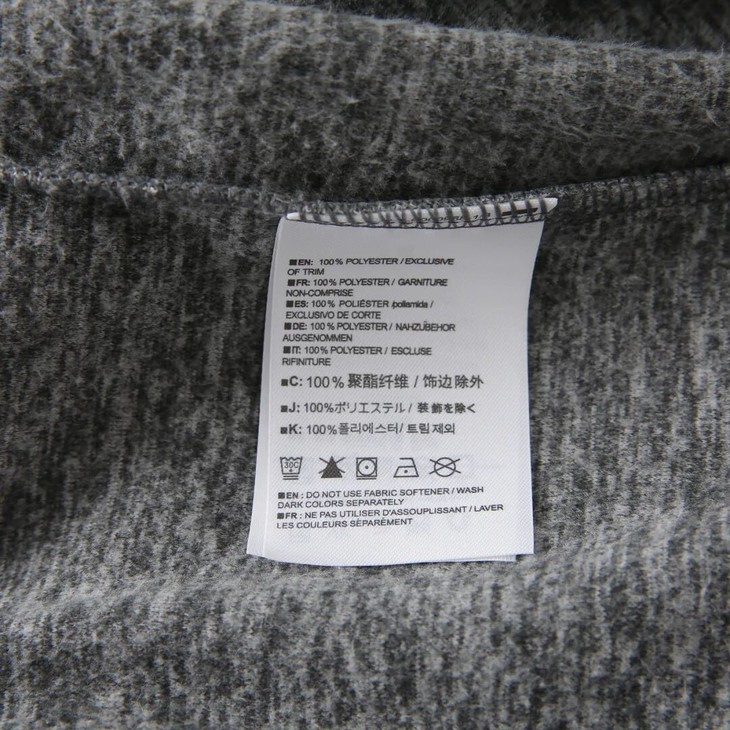 ■EN: 100% POLYESTER / EXCLUSIVE
OF TRIM
■FR: 100% POLYESTER / GARNITURE
NON-COMPRISE
■ES: 100% POLIÉSTER /poliamida /
EXCLUSIVO DE CORTE
■DE: 100% POLYESTER / NAHZÜBEHOR
AUSGENOMMEN
■IT: 100% POLYESTER / ESCLUSE
RIFINITURE
■C: 100% 聚酯纤维 / 饰边除外
■J: 100%ポリエステル / 装飾を除く
■K: 100%폴리에스터/ 트림 제외
30C
■EN : DO NOT USE FABRIC SOFTENER / WASH
DARK COLORS SEPARATELY
■FR : NE PAS UTILISER D'ASSOUPLISSANT / LAVER
LES COULEURS SÉPARÉMENT